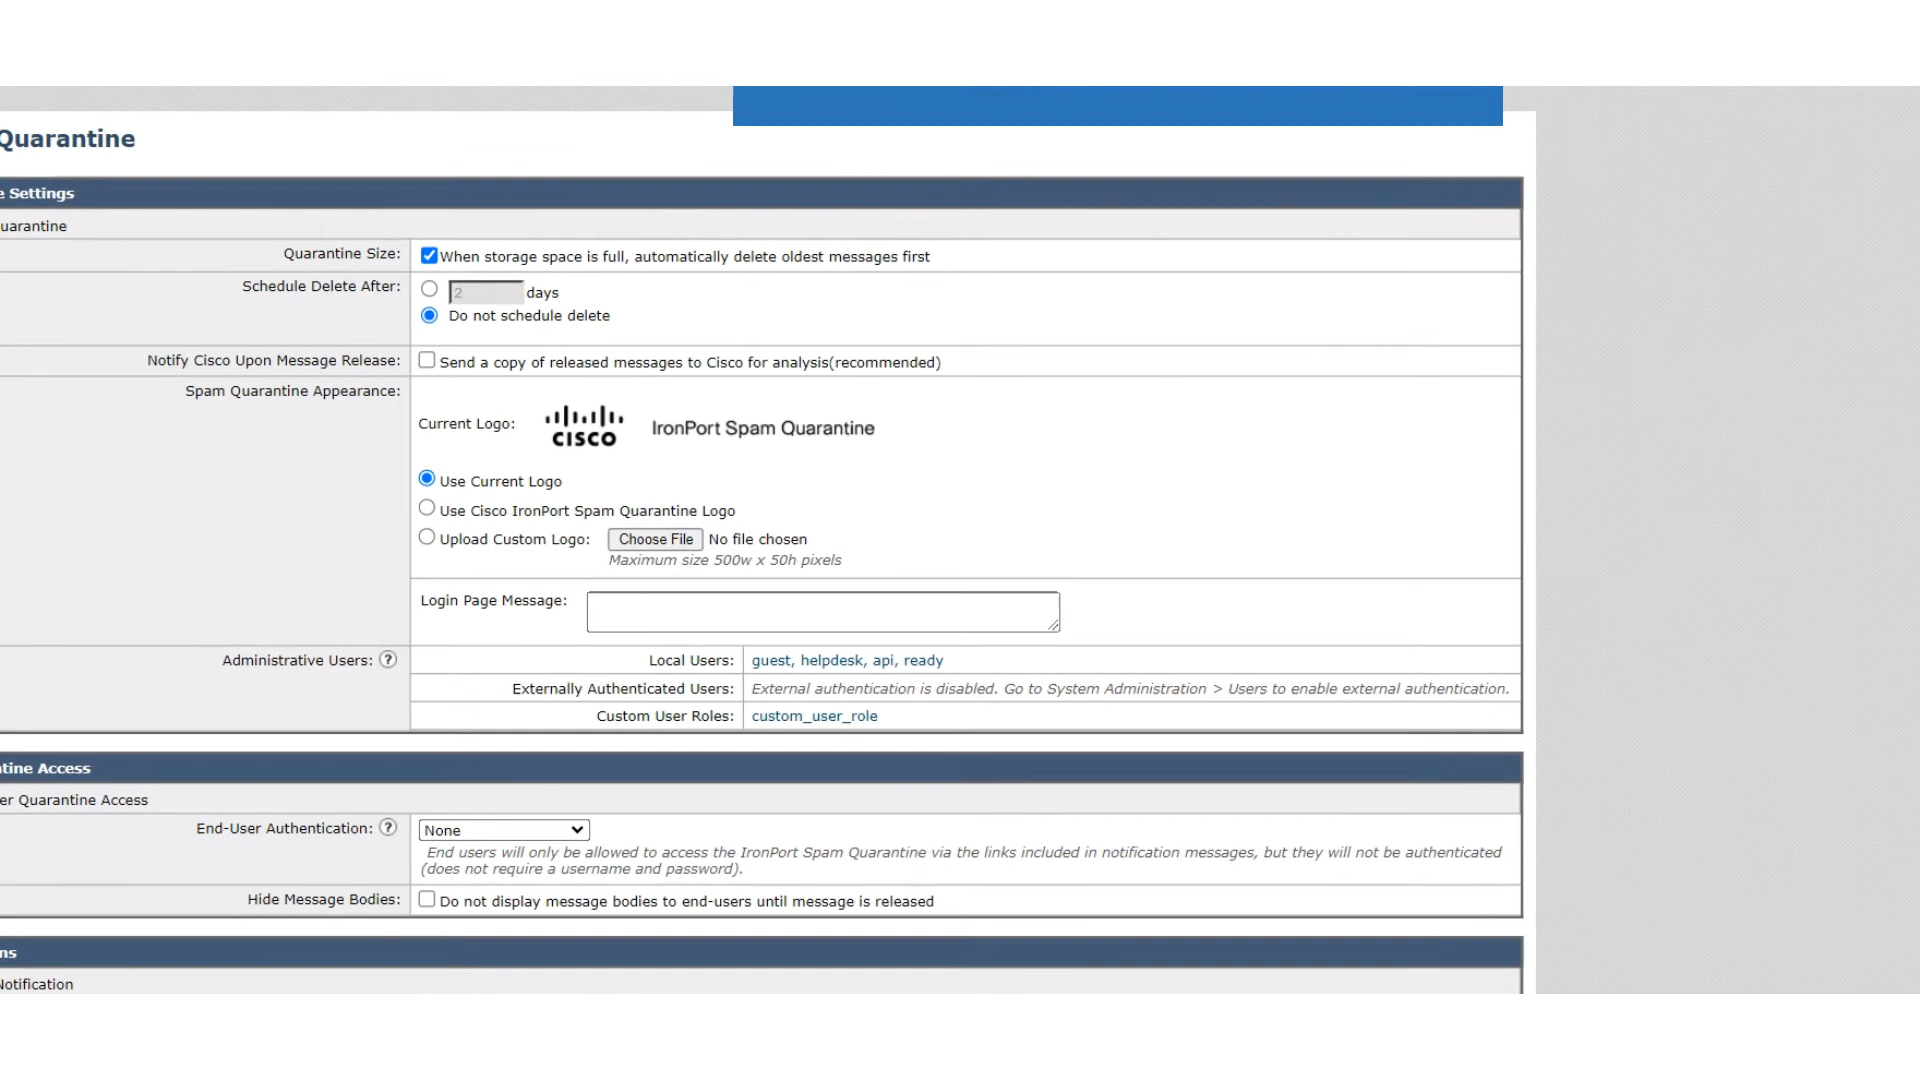 Quarantine
e Settings
uarantine
Quarantine Size: When storage space is full, automatically delete oldest messages first
Schedule Delete After: 2 days
Do not schedule delete
Notify Cisco Upon Message Release: Send a copy of released messages to Cisco for analysis(recommended)
Spam Quarantine Appearance:
Current Logo: CISCO IronPort Spam Quarantine
Use Current Logo
Use Cisco IronPort Spam Quarantine Logo
Upload Custom Logo: Choose File No file chosen
Maximum size 500w x 50h pixels
Login Page Message:
Administrative Users: ? Local Users: guest, helpdesk, api, ready
Externally Authenticated Users: External authentication is disabled. Go to System Administration > Users to enable external authentication.
Custom User Roles: custom_user_role
tine Access
er Quarantine Access
End-User Authentication: ? None
End users will only be allowed to access the IronPort Spam Quarantine via the links included in notification messages, but they will not be authenticated
(does not require a username and password).
Hide Message Bodies: Do not display message bodies to end-users until message is released
ns
Notification